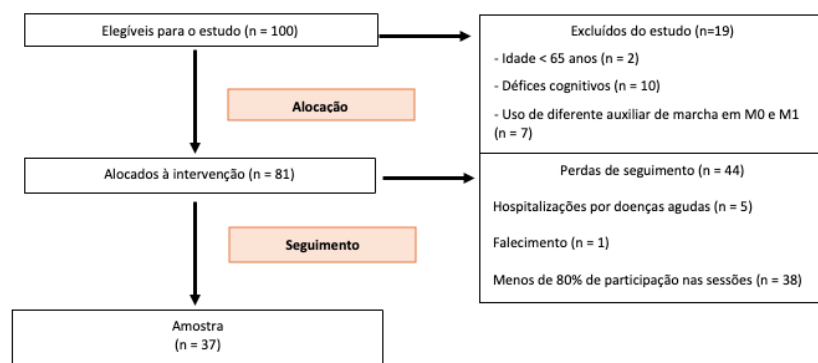 Elegíveis para o estudo (n = 100)
Excluídos do estudo (n=19)
- Idade < 65 anos (n = 2)
- Défices cognitivos (n = 10)
- Uso de diferente auxiliar de marcha em M0 e M1
(n = 7)
Alocação
Alocados à intervenção (n = 81)
Perdas de seguimento (n = 44)
Hospitalizações por doenças agudas (n = 5)
Falecimento (n = 1)
Menos de 80% de participação nas sessões (n = 38)
Seguimento
Amostra
(n = 37)